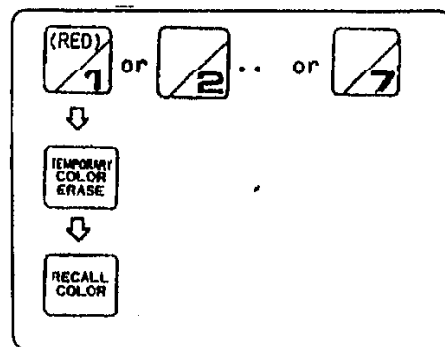 (RED)
1 or 2 .. or 7
TEMPORARY
COLOR
ERASE
RECALL
COLOR